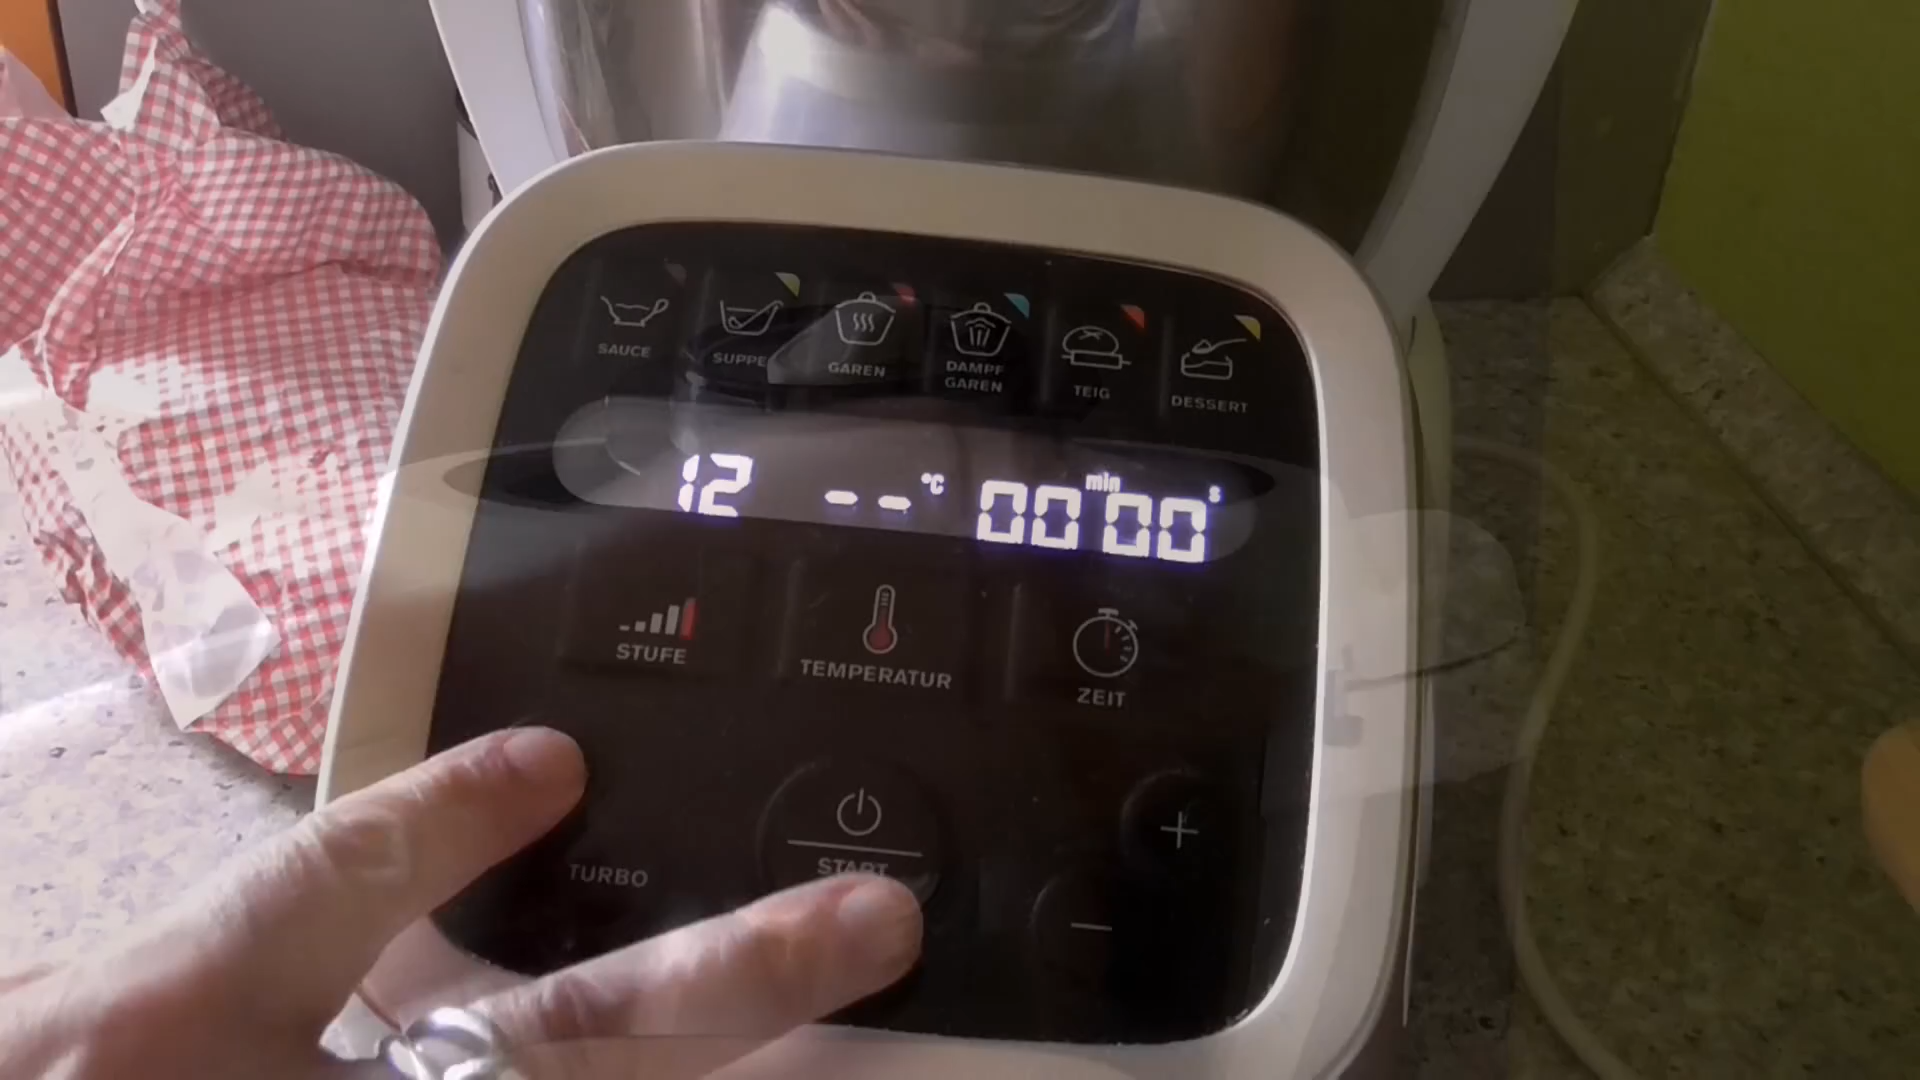 SAUCE
SUPPE
GAREN
DAMPF
GAREN
TEIG
DESSERT
12 -- °C 00 min 00 s
STUFE
TEMPERATUR
ZEIT
TURBO
START
+
−